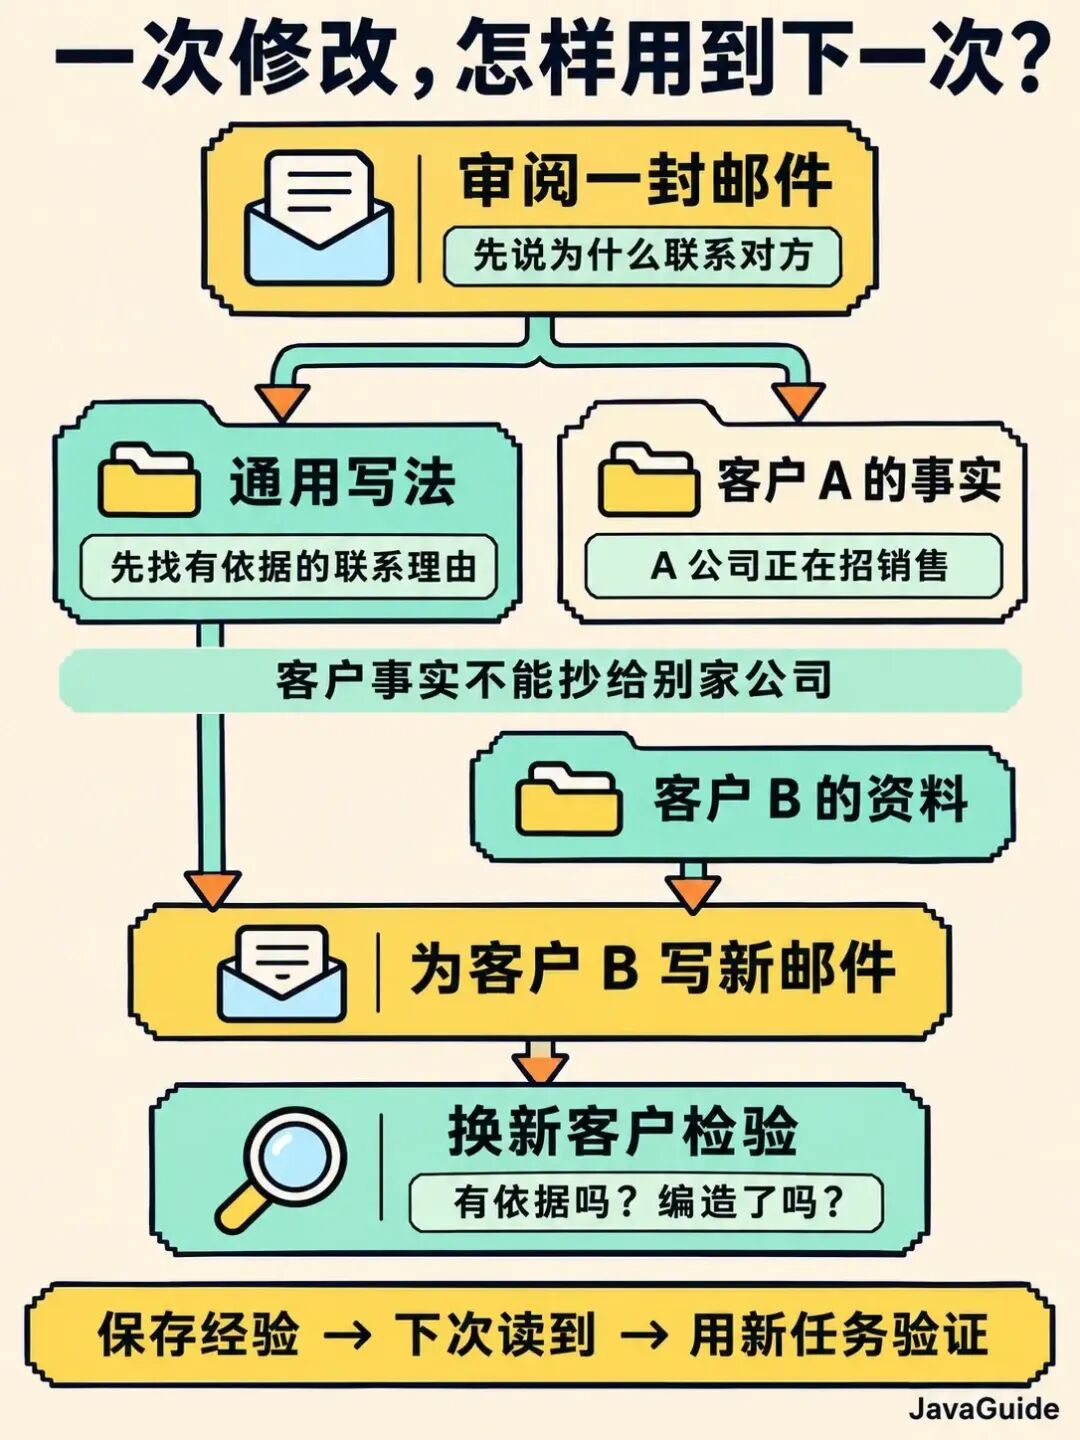 一次修改，怎样用到下一次？
审阅一封邮件
先说为什么联系对方
通用写法
先找有依据的联系理由
客户 A 的事实
A 公司正在招销售
客户事实不能抄给别家公司
客户 B 的资料
为客户 B 写新邮件
换新客户检验
有依据吗？编造了吗？
保存经验 → 下次读到 → 用新任务验证
JavaGuide